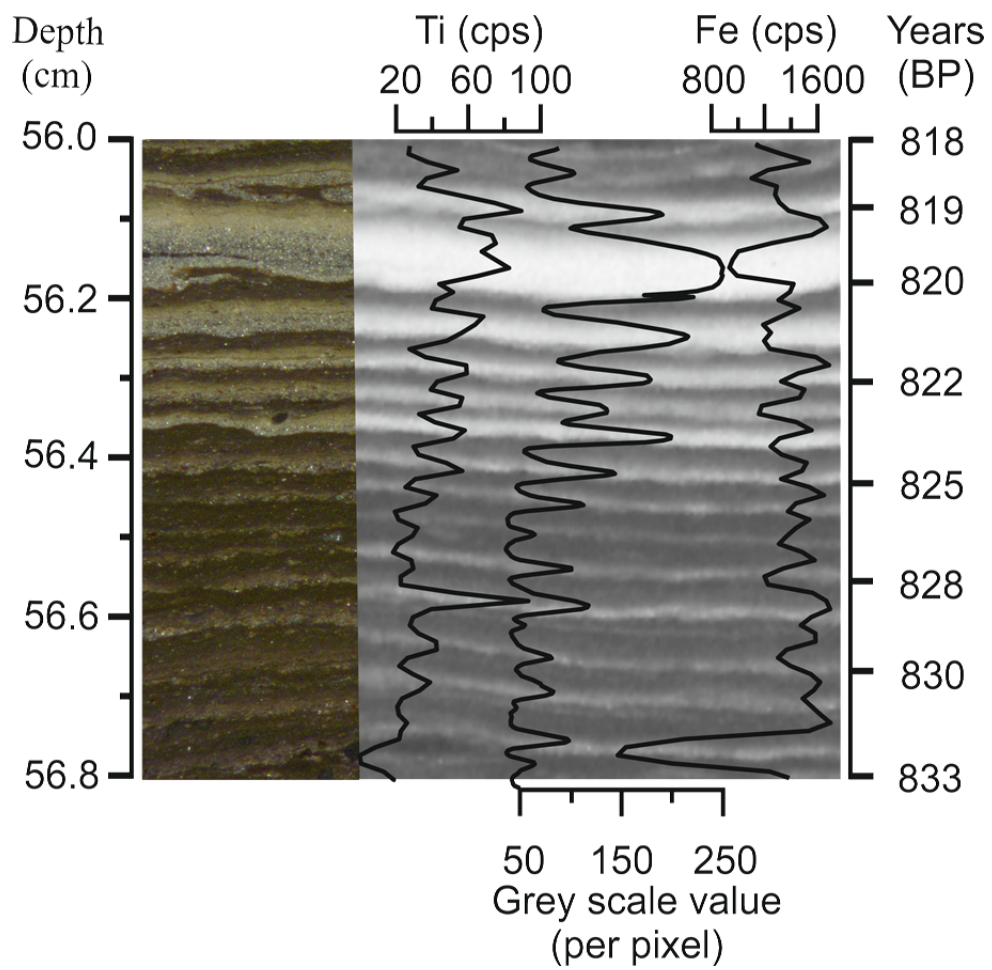 Depth
(cm)
Ti (cps)
Fe (cps)
Years
(BP)
20 60 100
800 1600
56.0
56.2
56.4
56.6
56.8
818
819
820
822
825
828
830
833
50 150 250
Grey scale value
(per pixel)